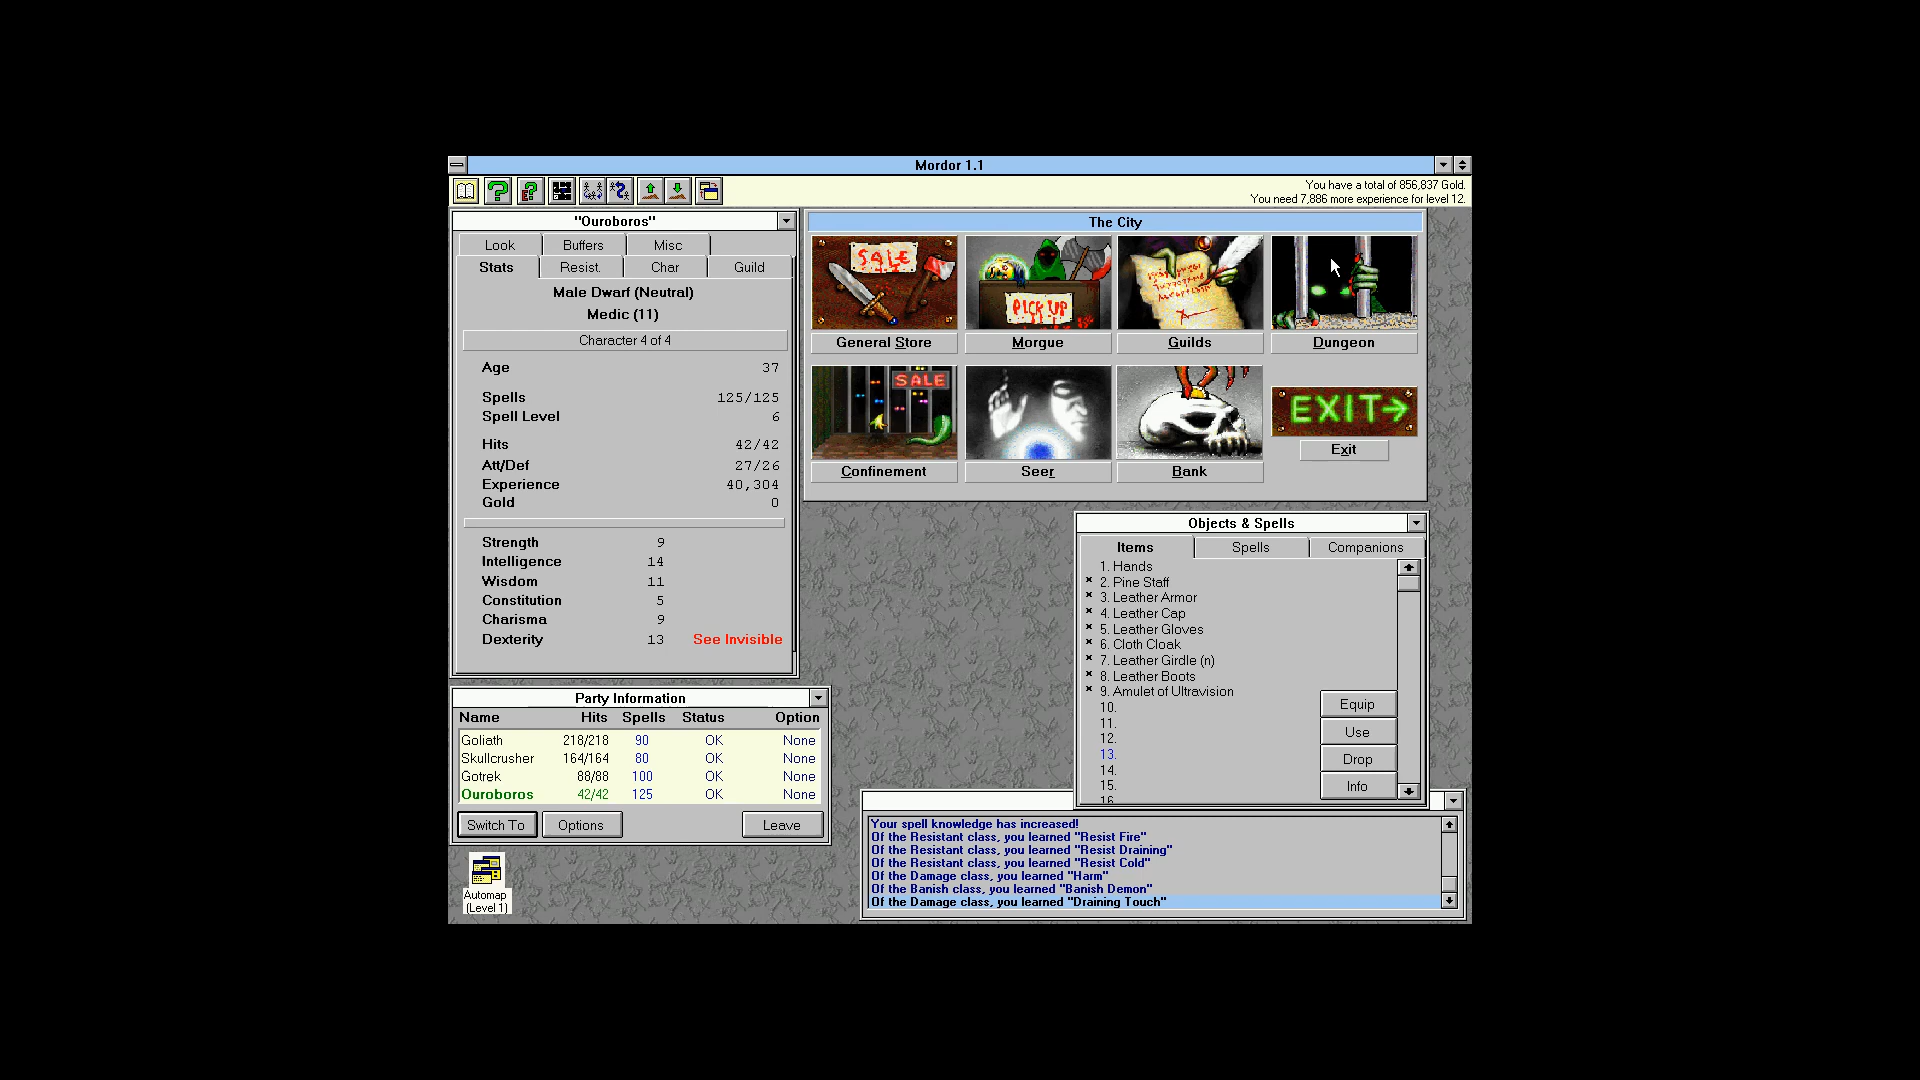 Mordor 1.1
You have a total of 856,837 Gold.
You need 7,886 more experience for level 12.
"Ouroboros"
Look Buffers Misc
Stats Resist. Char Guild
Male Dwarf (Neutral)
Medic (11)
Character 4 of 4
Age 37
Spells 125/125
Spell Level 6
Hits 42/42
Att/Def 27/26
Experience 40,304
Gold 0
Strength 9
Intelligence 14
Wisdom 11
Constitution 5
Charisma 9
Dexterity 13 See Invisible
The City
SALE
PICK UP
General Store Morgue Guilds Dungeon
SALE
EXIT
Confinement Seer Bank Exit
Objects & Spells
Items Spells Companions
1. Hands
× 2. Pine Staff
× 3. Leather Armor
× 4. Leather Cap
× 5. Leather Gloves
× 6. Cloth Cloak
× 7. Leather Girdle (n)
× 8. Leather Boots
× 9. Amulet of Ultravision
10.
11.
12.
13.
14.
15.
16.
Equip
Use
Drop
Info
Party Information
Name Hits Spells Status Option
Goliath 218/218 90 OK None
Skullcrusher 164/164 80 OK None
Gotrek 88/88 100 OK None
Ouroboros 42/42 125 OK None
Switch To Options Leave
Automap
(Level 1)
Your spell knowledge has increased!
Of the Resistant class, you learned "Resist Fire"
Of the Resistant class, you learned "Resist Draining"
Of the Resistant class, you learned "Resist Cold"
Of the Damage class, you learned "Harm"
Of the Banish class, you learned "Banish Demon"
Of the Damage class, you learned "Draining Touch"